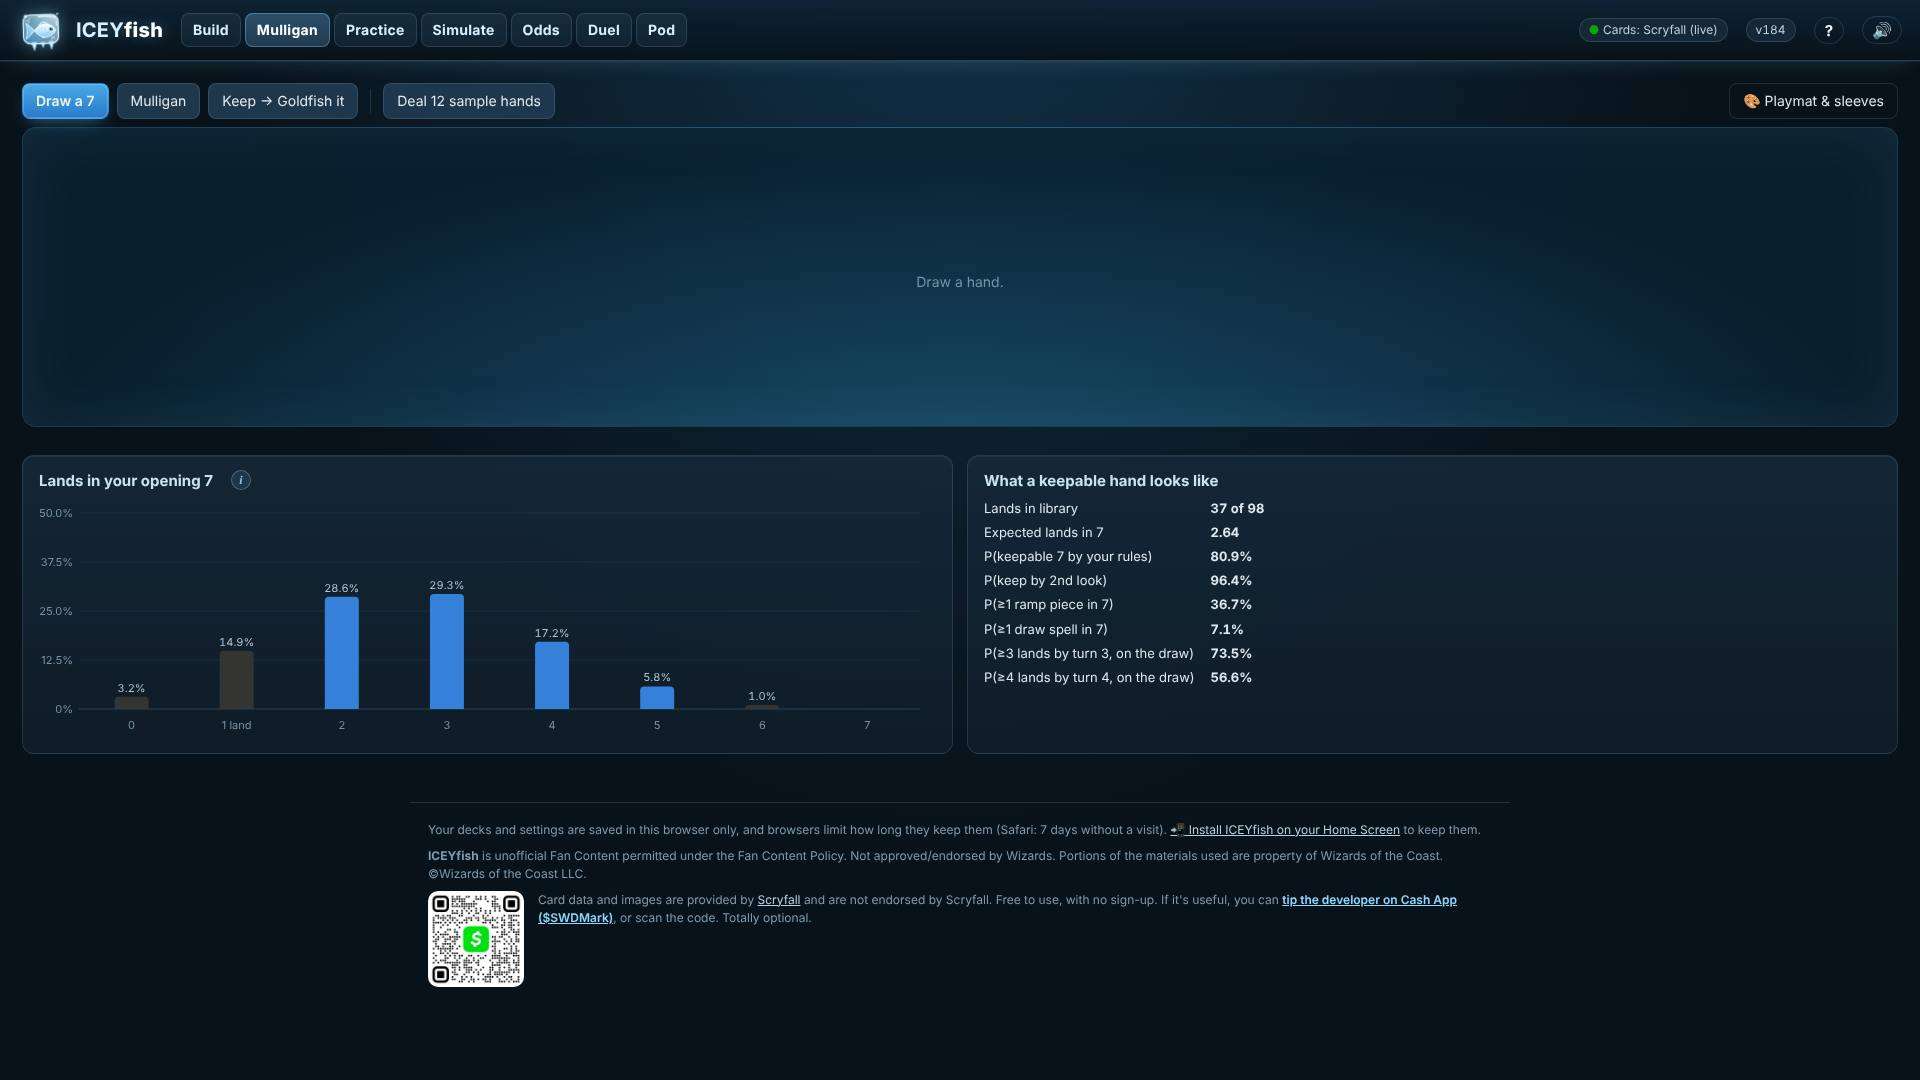 ICEYfish Build Mulligan Practice Simulate Odds Duel Pod Cards: Scryfall (live) v184 ?
Draw a 7 Mulligan Keep → Goldfish it Deal 12 sample hands Playmat & sleeves
Draw a hand.
Lands in your opening 7 i
50.0%
37.5%
25.0%
12.5%
0%
3.2%
14.9%
28.6%
29.3%
17.2%
5.8%
1.0%
0 1 land 2 3 4 5 6 7
What a keepable hand looks like
Lands in library 37 of 98
Expected lands in 7 2.64
P(keepable 7 by your rules) 80.9%
P(keep by 2nd look) 96.4%
P(≥1 ramp piece in 7) 36.7%
P(≥1 draw spell in 7) 7.1%
P(≥3 lands by turn 3, on the draw) 73.5%
P(≥4 lands by turn 4, on the draw) 56.6%
Your decks and settings are saved in this browser only, and browsers limit how long they keep them (Safari: 7 days without a visit). Install ICEYfish on your Home Screen to keep them.
ICEYfish is unofficial Fan Content permitted under the Fan Content Policy. Not approved/endorsed by Wizards. Portions of the materials used are property of Wizards of the Coast.
©Wizards of the Coast LLC.
Card data and images are provided by Scryfall and are not endorsed by Scryfall. Free to use, with no sign-up. If it's useful, you can tip the developer on Cash App
($SWDMark), or scan the code. Totally optional.
$